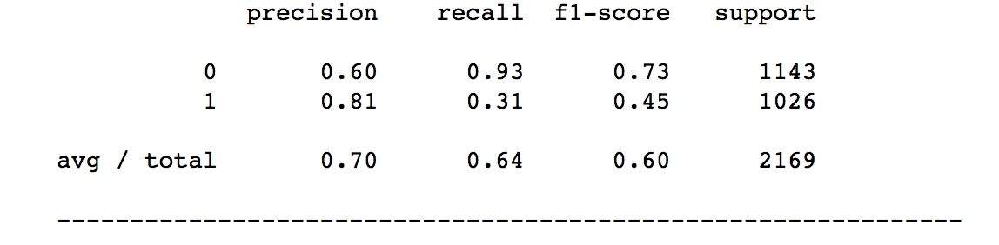 precision recall f1-score support
0 0.60 0.93 0.73 1143
1 0.81 0.31 0.45 1026
avg / total 0.70 0.64 0.60 2169
--------------------------------------------------------------